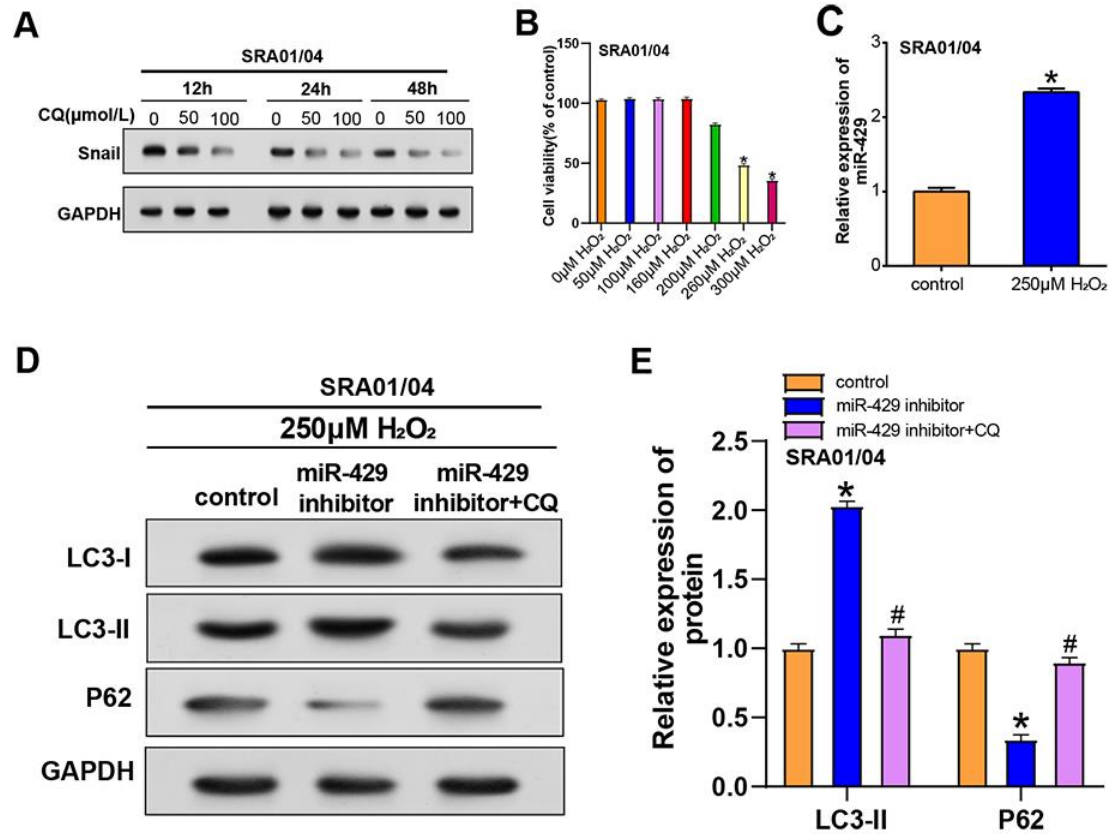 A
SRA01/04
12h 24h 48h
CQ(μmol/L) 0 50 100 0 50 100 0 50 100
Snail
GAPDH
B
SRA01/04
Cell viability(% of control)
150
100
50
0
0μM H₂O₂
50μM H₂O₂
100μM H₂O₂
160μM H₂O₂
200μM H₂O₂
260μM H₂O₂
300μM H₂O₂
* *
C
SRA01/04
Relative expression of
miR-429
3
2
1
0
*
control 250μM H₂O₂
D
SRA01/04
250μM H₂O₂
control miR-429 inhibitor miR-429 inhibitor+CQ
LC3-I
LC3-II
P62
GAPDH
E
control
miR-429 inhibitor
miR-429 inhibitor+CQ
SRA01/04
Relative expression of
protein
2.5
2.0
1.5
1.0
0.5
0.0
* # * #
LC3-II P62